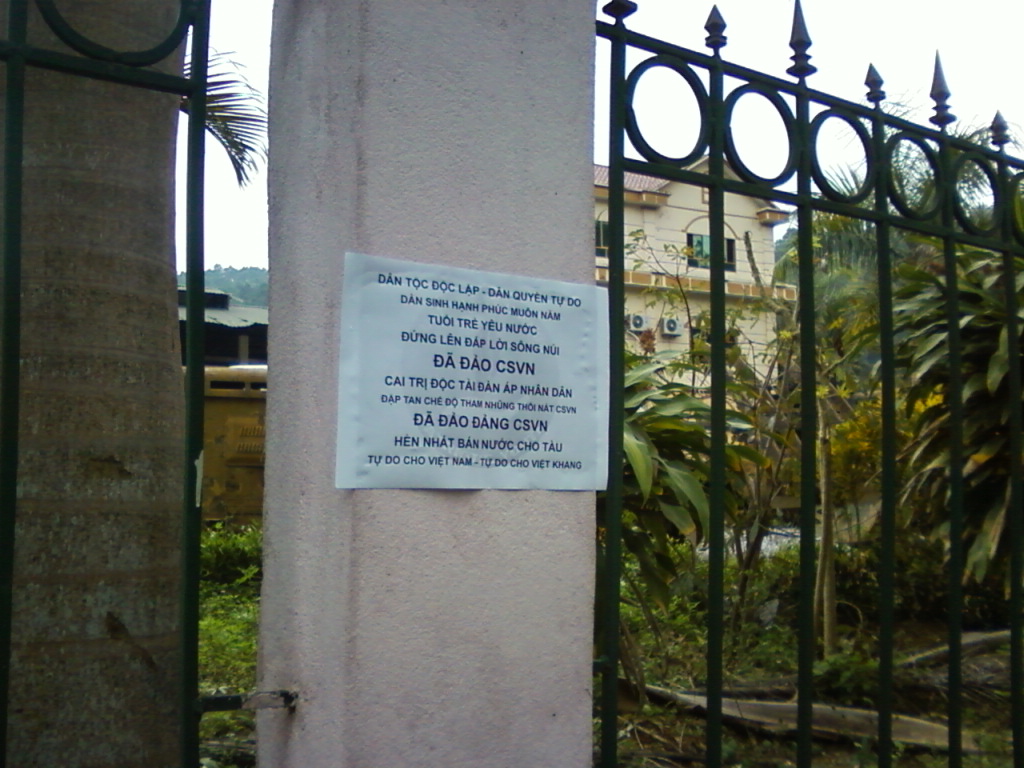 DÂN TỘC ĐỘC LẬP - DÂN QUYỀN TỰ DO
DÂN SINH HẠNH PHÚC MUÔN NĂM
TUỔI TRẺ YÊU NƯỚC
ĐỨNG LÊN ĐÁP LỜI SÔNG NÚI
ĐÃ ĐẢO CSVN
CAI TRỊ ĐỘC TÀI ĐÀN ÁP NHÂN DÂN
ĐẬP TAN CHẾ ĐỘ THAM NHŨNG THỐI NÁT CSVN
ĐÃ ĐẢO ĐẢNG CSVN
HÈN NHÁT BÁN NƯỚC CHO TÀU
TỰ DO CHO VIỆT NAM - TỰ DO CHO VIỆT KHANG